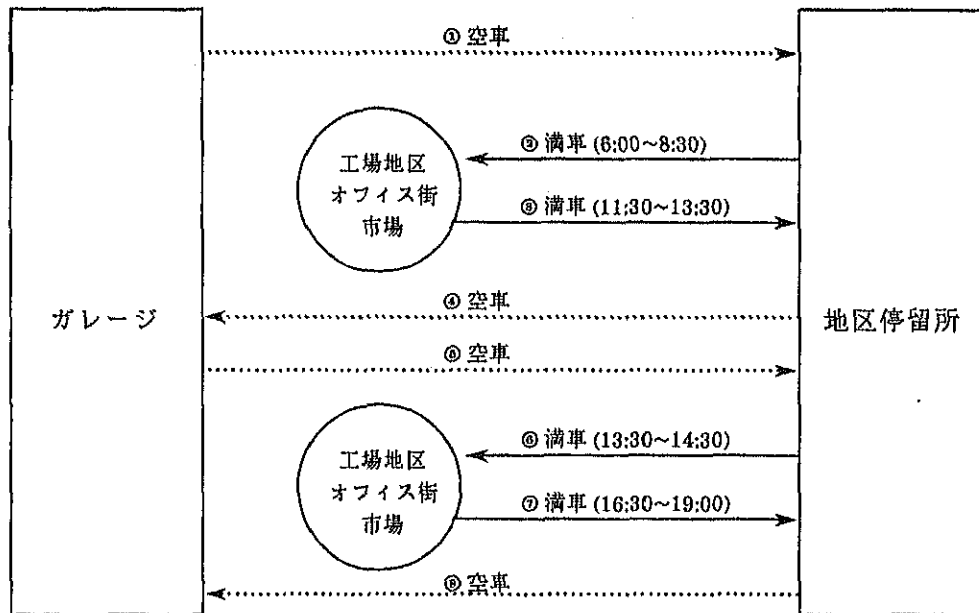 ① 空車
② 満車 (6:00～8:30)
工場地区
オフィス街
市場
③ 満車 (11:30～13:30)
④ 空車
ガレージ
地区停留所
⑤ 空車
⑥ 満車 (13:30～14:30)
工場地区
オフィス街
市場
⑦ 満車 (16:30～19:00)
⑧ 空車